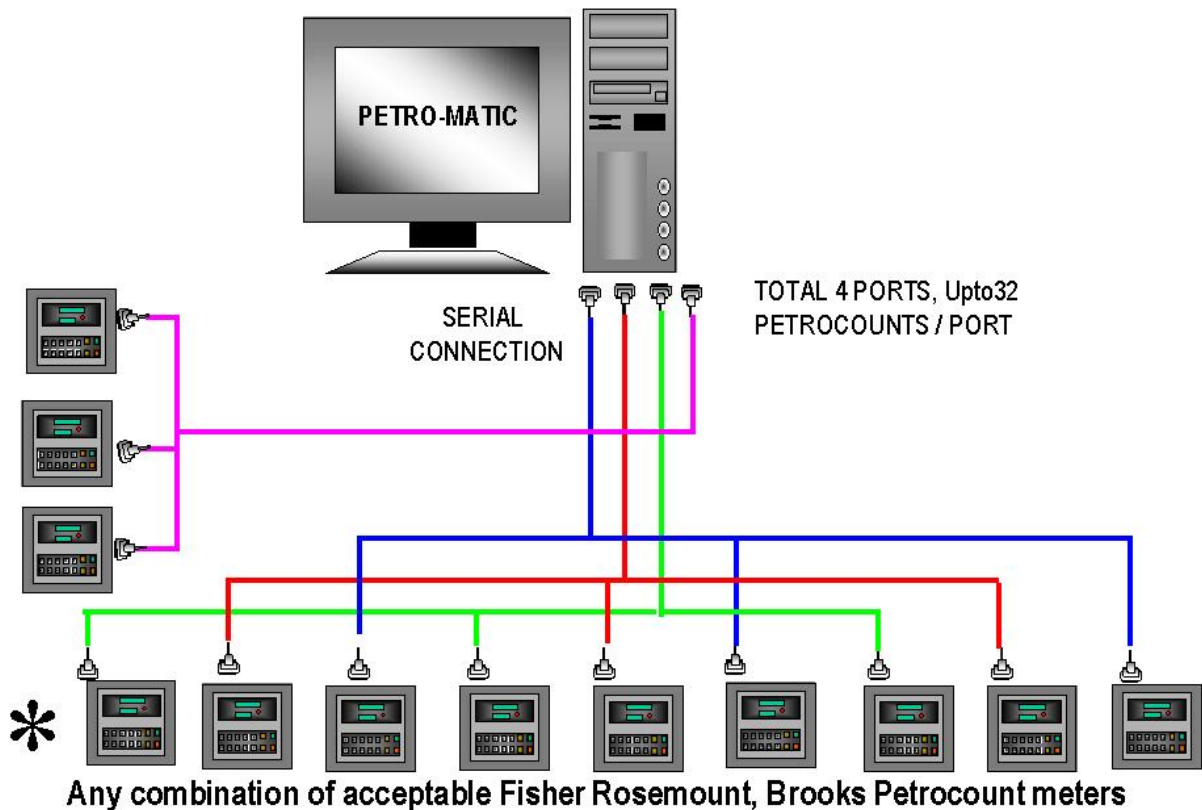 PETRO-MATIC
SERIAL
CONNECTION
TOTAL 4 PORTS, Upto32
PETROCOUNTS / PORT
* Any combination of acceptable Fisher Rosemount, Brooks Petrocount meters